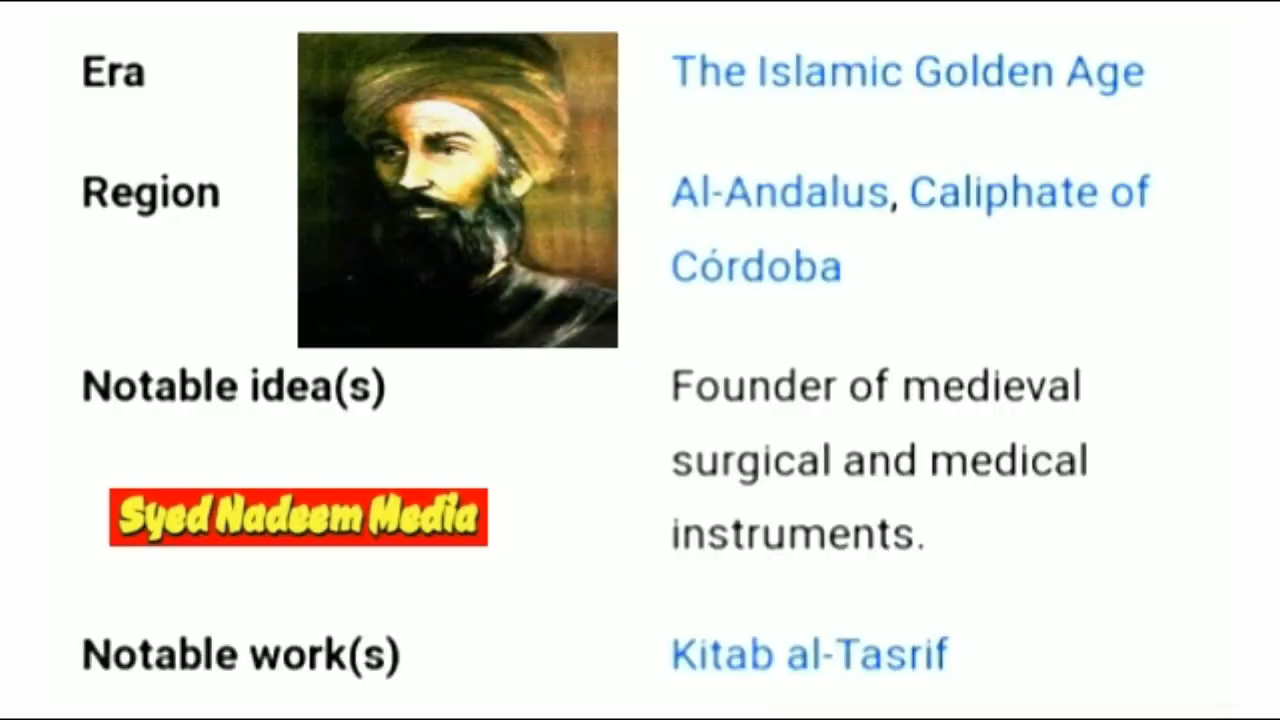 Era
The Islamic Golden Age
Region
Al-Andalus, Caliphate of
Córdoba
Notable idea(s)
Founder of medieval
surgical and medical
instruments.
Syed Nadeem Media
Notable work(s)
Kitab al-Tasrif